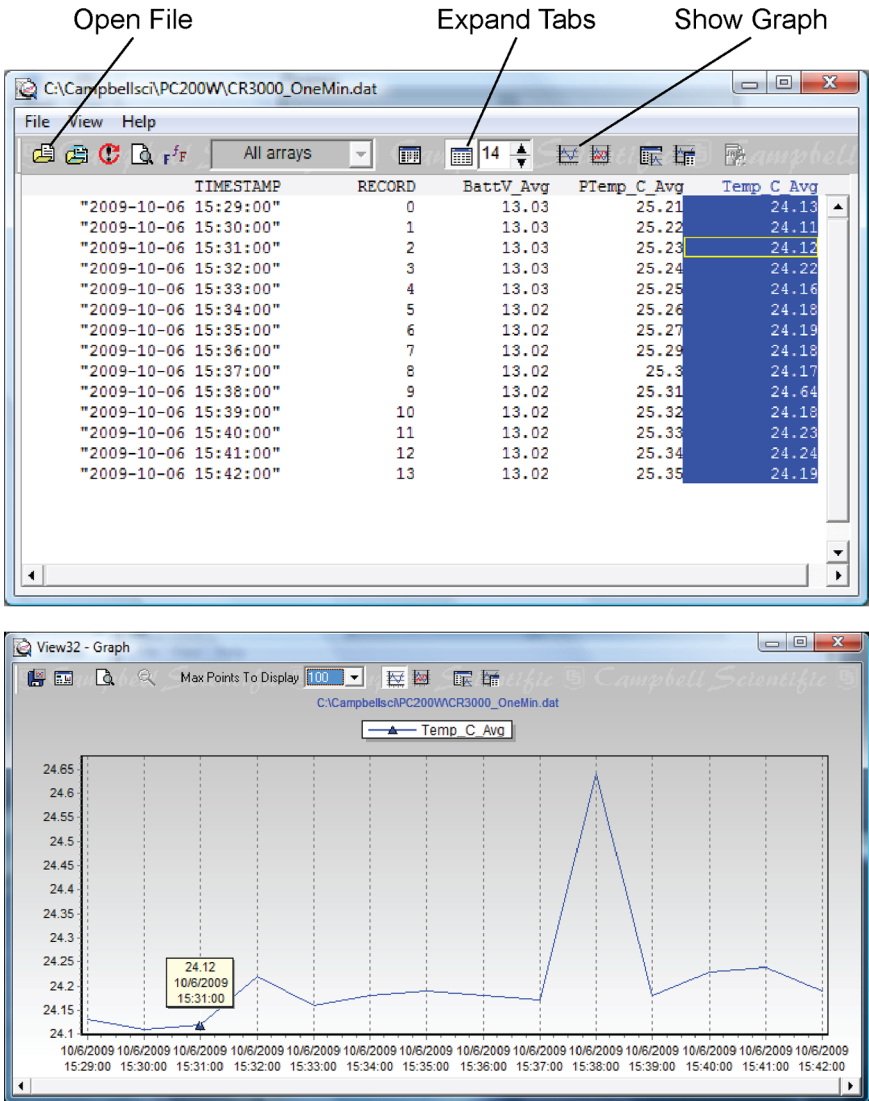 Open File Expand Tabs Show Graph
C:\Campbellsci\PC200W\CR3000_OneMin.dat
File View Help
All arrays 14
TIMESTAMP RECORD BattV_Avg PTemp_C_Avg Temp_C_Avg
"2009-10-06 15:29:00" 0 13.03 25.21 24.13
"2009-10-06 15:30:00" 1 13.03 25.22 24.11
"2009-10-06 15:31:00" 2 13.03 25.23 24.12
"2009-10-06 15:32:00" 3 13.03 25.24 24.22
"2009-10-06 15:33:00" 4 13.03 25.25 24.16
"2009-10-06 15:34:00" 5 13.02 25.26 24.18
"2009-10-06 15:35:00" 6 13.02 25.27 24.19
"2009-10-06 15:36:00" 7 13.02 25.29 24.18
"2009-10-06 15:37:00" 8 13.02 25.3 24.17
"2009-10-06 15:38:00" 9 13.02 25.31 24.64
"2009-10-06 15:39:00" 10 13.02 25.32 24.18
"2009-10-06 15:40:00" 11 13.02 25.33 24.23
"2009-10-06 15:41:00" 12 13.02 25.34 24.24
"2009-10-06 15:42:00" 13 13.02 25.35 24.19
View32 - Graph
Max Points To Display 100 Campbell Scientific
C:\Campbellsci\PC200W\CR3000_OneMin.dat
Temp_C_Avg
24.65
24.6
24.55
24.5
24.45
24.4
24.35
24.3
24.25
24.2
24.15
24.1
24.12
10/6/2009
15:31:00
10/6/2009 10/6/2009 10/6/2009 10/6/2009 10/6/2009 10/6/2009 10/6/2009 10/6/2009 10/6/2009 10/6/2009 10/6/2009 10/6/2009 10/6/2009 10/6/2009
15:29:00 15:30:00 15:31:00 15:32:00 15:33:00 15:34:00 15:35:00 15:36:00 15:37:00 15:38:00 15:39:00 15:40:00 15:41:00 15:42:00